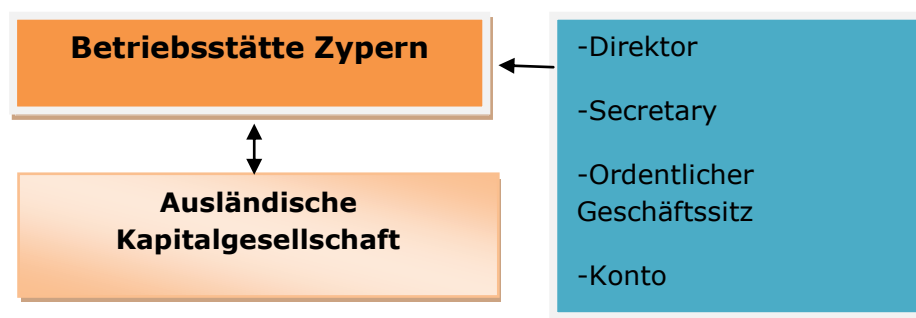 Betriebsstätte Zypern
Ausländische
Kapitalgesellschaft
-Direktor
-Secretary
-Ordentlicher
Geschäftssitz
-Konto